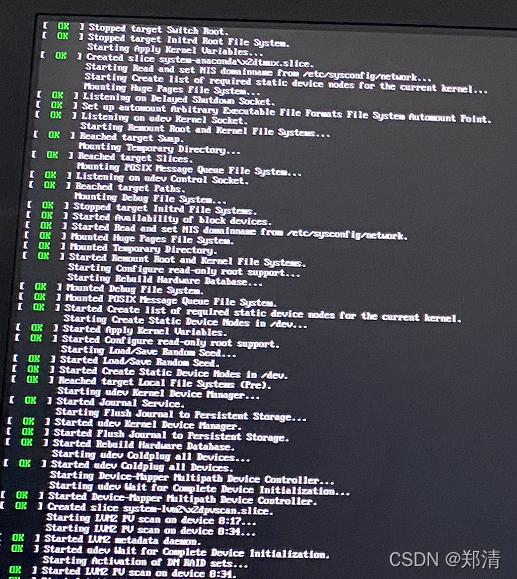 [  OK  ] Stopped target Switch Root.
[  OK  ] Stopped target Initrd Root File System.
Starting Apply Kernel Variables...
[  OK  ] Created slice system-anaconda\x2dtmux.slice.
Starting Read and set NIS domainname from /etc/sysconfig/network...
Starting Create list of required static device nodes for the current kernel...
Mounting Huge Pages File System...
[  OK  ] Listening on Delayed Shutdown Socket.
[  OK  ] Set up automount Arbitrary Executable File Formats File System Automount Point.
[  OK  ] Listening on udev Kernel Socket.
Starting Remount Root and Kernel File Systems...
[  OK  ] Reached target Swap.
Mounting Temporary Directory...
[  OK  ] Reached target Slices.
Mounting POSIX Message Queue File System...
[  OK  ] Listening on udev Control Socket.
[  OK  ] Reached target Paths.
Mounting Debug File System...
[  OK  ] Stopped target Initrd File Systems.
[  OK  ] Started Availability of block devices.
[  OK  ] Started Read and set NIS domainname from /etc/sysconfig/network.
[  OK  ] Mounted Huge Pages File System.
[  OK  ] Mounted Temporary Directory.
[  OK  ] Started Remount Root and Kernel File Systems.
Starting Configure read-only root support...
Starting Rebuild Hardware Database...
[  OK  ] Mounted Debug File System.
[  OK  ] Mounted POSIX Message Queue File System.
[  OK  ] Started Create list of required static device nodes for the current kernel.
Starting Create Static Device Nodes in /dev...
[  OK  ] Started Apply Kernel Variables.
[  OK  ] Started Configure read-only root support.
Starting Load/Save Random Seed...
[  OK  ] Started Load/Save Random Seed.
[  OK  ] Started Create Static Device Nodes in /dev.
[  OK  ] Reached target Local File Systems (Pre).
Starting udev Kernel Device Manager...
[  OK  ] Started Journal Service.
Starting Flush Journal to Persistent Storage...
[  OK  ] Started udev Kernel Device Manager.
[  OK  ] Started Flush Journal to Persistent Storage.
[  OK  ] Started Rebuild Hardware Database.
Starting udev Coldplug all Devices...
[  OK  ] Started udev Coldplug all Devices.
Starting Device-Mapper Multipath Device Controller...
Starting udev Wait for Complete Device Initialization...
[  OK  ] Started Device-Mapper Multipath Device Controller.
[  OK  ] Created slice system-lvm2\x2dpvscan.slice.
Starting LVM2 PV scan on device 8:17...
Starting LVM2 PV scan on device 8:34...
[  OK  ] Started LVM2 metadata daemon.
[  OK  ] Started udev Wait for Complete Device Initialization.
Starting Activation of DM RAID sets...
[  OK  ] Started LVM2 PV scan on device 8:34.
CSDN @郑清